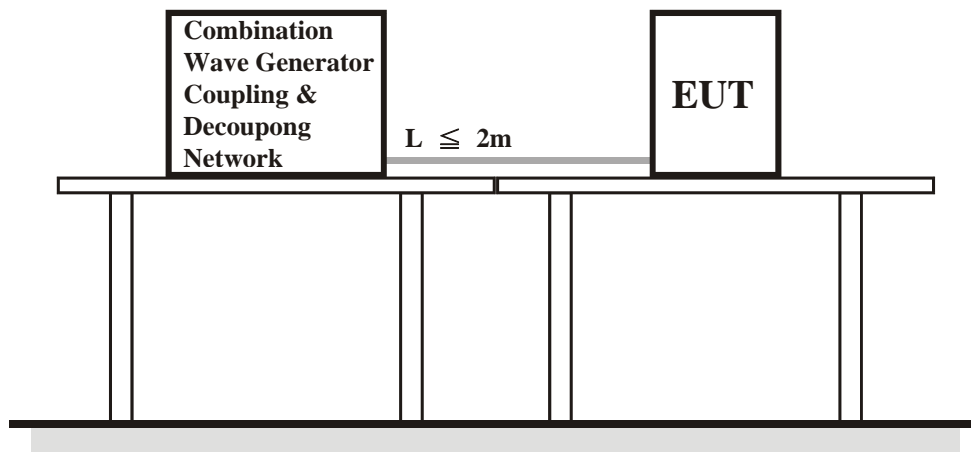 Combination
Wave Generator
Coupling &
Decoupong
Network
L ≦ 2m
EUT